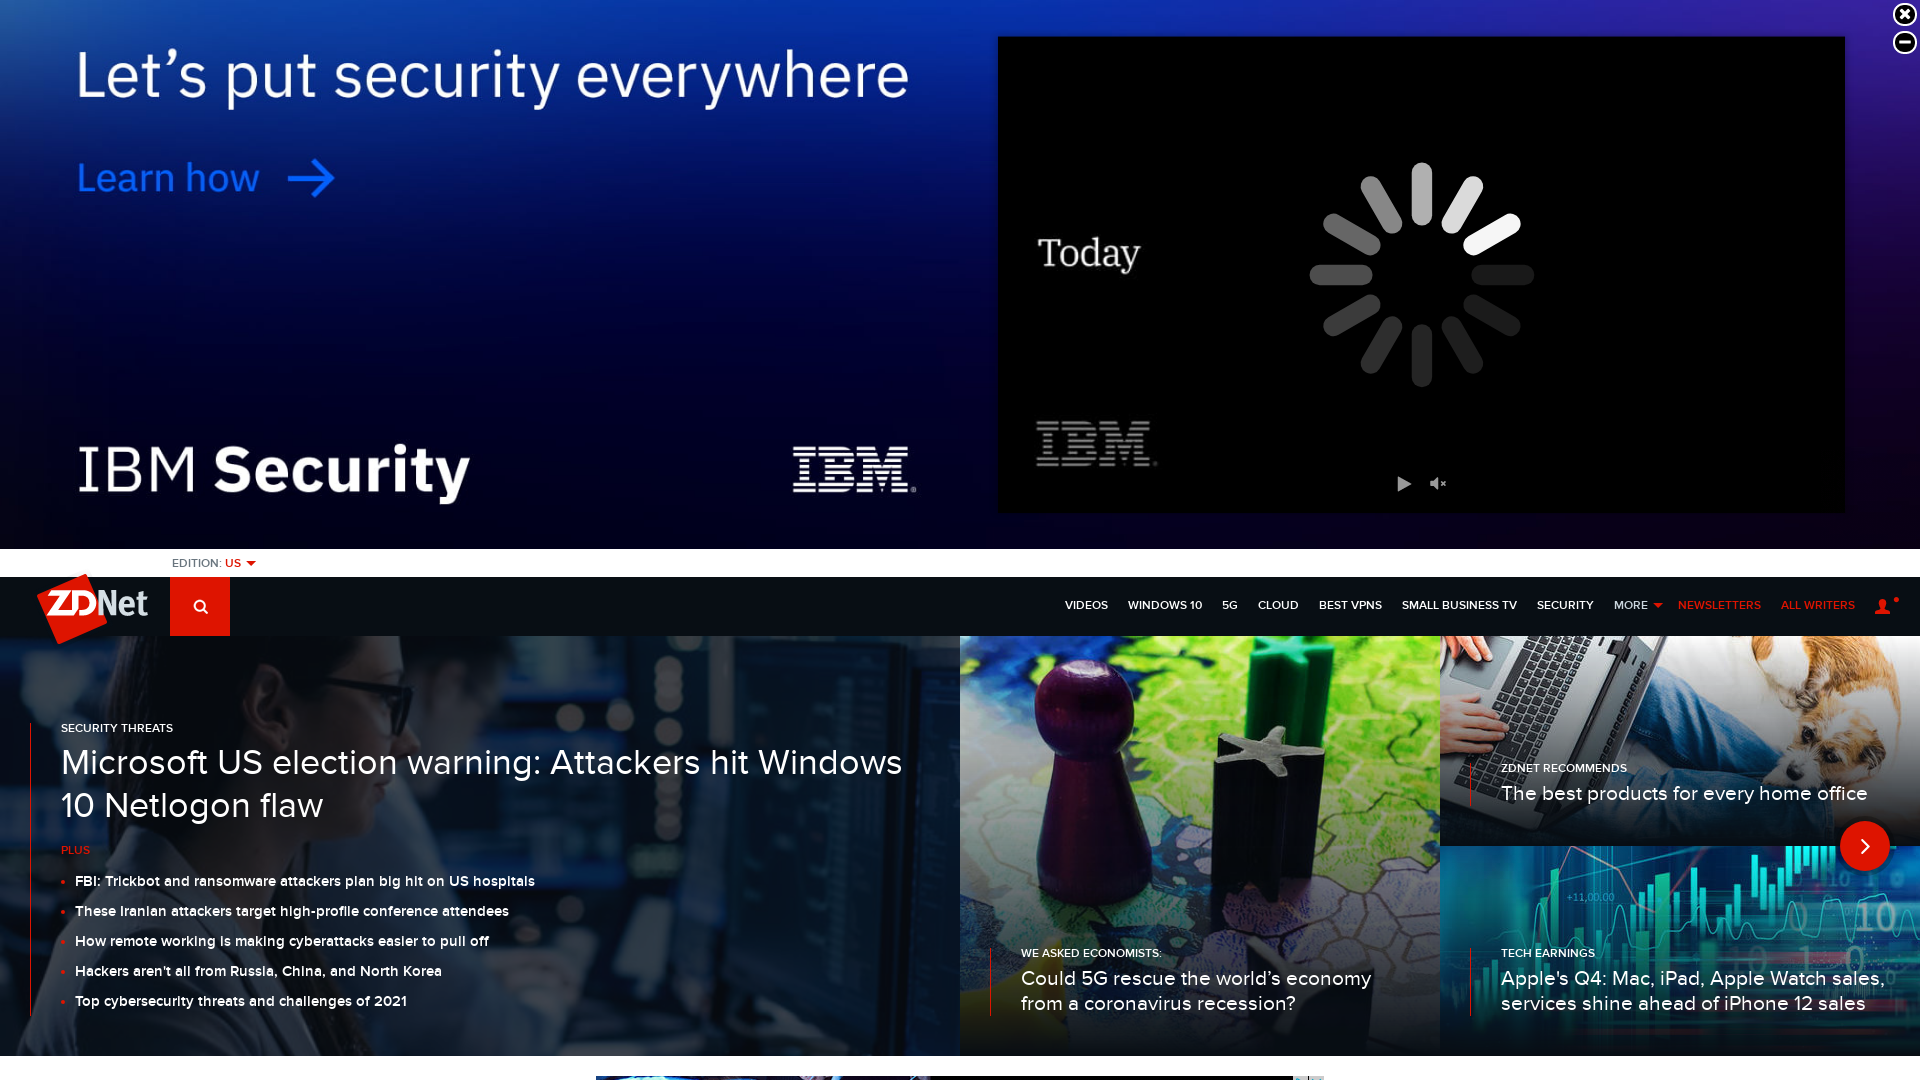 Let's put security everywhere
Learn how
Today
IBM
IBM Security
IBM
EDITION: US
ZDNet
VIDEOS
WINDOWS 10
5G
CLOUD
BEST VPNS
SMALL BUSINESS TV
SECURITY
MORE
NEWSLETTERS
ALL WRITERS
SECURITY THREATS
Microsoft US election warning: Attackers hit Windows
10 Netlogon flaw
PLUS
FBI: Trickbot and ransomware attackers plan big hit on US hospitals
These Iranian attackers target high-profile conference attendees
How remote working is making cyberattacks easier to pull off
Hackers aren't all from Russia, China, and North Korea
Top cybersecurity threats and challenges of 2021
WE ASKED ECONOMISTS:
Could 5G rescue the world’s economy
from a coronavirus recession?
ZDNET RECOMMENDS
The best products for every home office
+11,00.00
10
TECH EARNINGS
Apple's Q4: Mac, iPad, Apple Watch sales,
services shine ahead of iPhone 12 sales